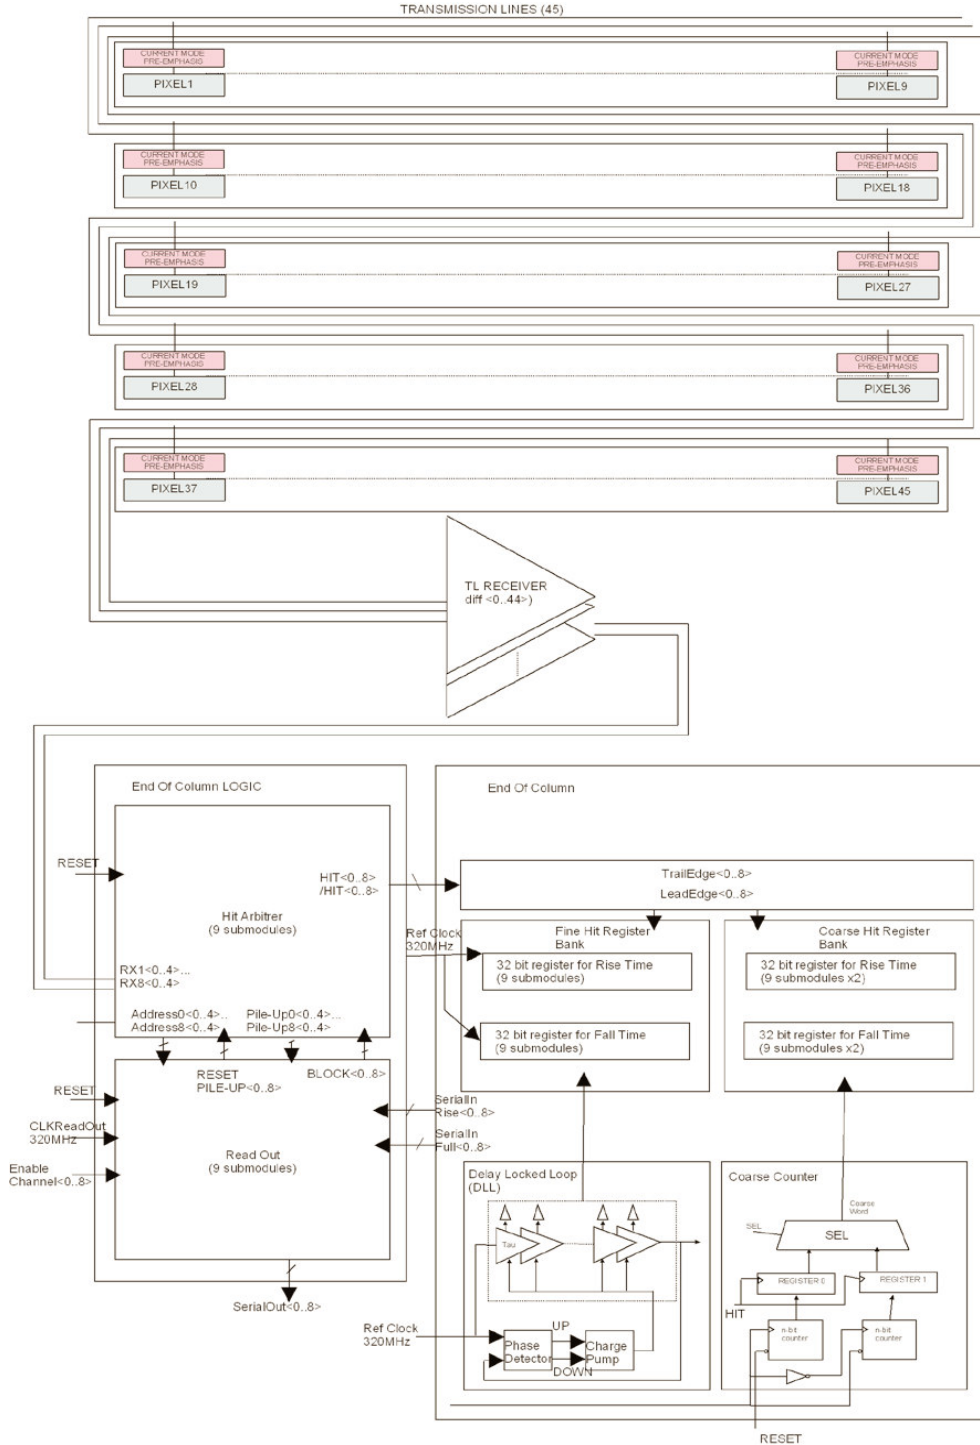 TRANSMISSION LINES (45)
CURRENT MODE
PRE-EMPHASIS
PIXEL1
CURRENT MODE
PRE-EMPHASIS
PIXEL9
CURRENT MODE
PRE-EMPHASIS
PIXEL10
CURRENT MODE
PRE-EMPHASIS
PIXEL18
CURRENT MODE
PRE-EMPHASIS
PIXEL19
CURRENT MODE
PRE-EMPHASIS
PIXEL27
CURRENT MODE
PRE-EMPHASIS
PIXEL28
CURRENT MODE
PRE-EMPHASIS
PIXEL36
CURRENT MODE
PRE-EMPHASIS
PIXEL37
CURRENT MODE
PRE-EMPHASIS
PIXEL45
TL RECEIVER
diff <0..44>)
End Of Column LOGIC
RESET
HIT<0..8>
/HIT<0..8>
Hit Arbitrer
(9 submodules)
RX1<0..4>...
RX8<0..4>
Address0<0..4>..
Address8<0..4>
Pile-Up0<0..4>...
Pile-Up8<0..4>
RESET
PILE-UP<0..8>
BLOCK<0..8>
RESET
CLKReadOut
320MHz
Enable
Channel<0..8>
Read Out
(9 submodules)
SerialOut<0..8>
End Of Column
TrailEdge<0..8>
LeadEdge<0..8>
Ref Clock
320MHz
Fine Hit Register
Bank
32 bit register for Rise Time
(9 submodules)
32 bit register for Fall Time
(9 submodules)
Coarse Hit Register
Bank
32 bit register for Rise Time
(9 submodules x2)
32 bit register for Fall Time
(9 submodules x2)
SerialIn
Rise<0..8>
SerialIn
Full<0..8>
Delay Locked Loop
(DLL)
Tau
Ref Clock
320MHz
Phase
Detector
UP
DOWN
Charge
Pump
Coarse Counter
Coarse
Word
SEL
SEL
REGISTER 0
REGISTER 1
HIT
n-bit
counter
n-bit
counter
RESET